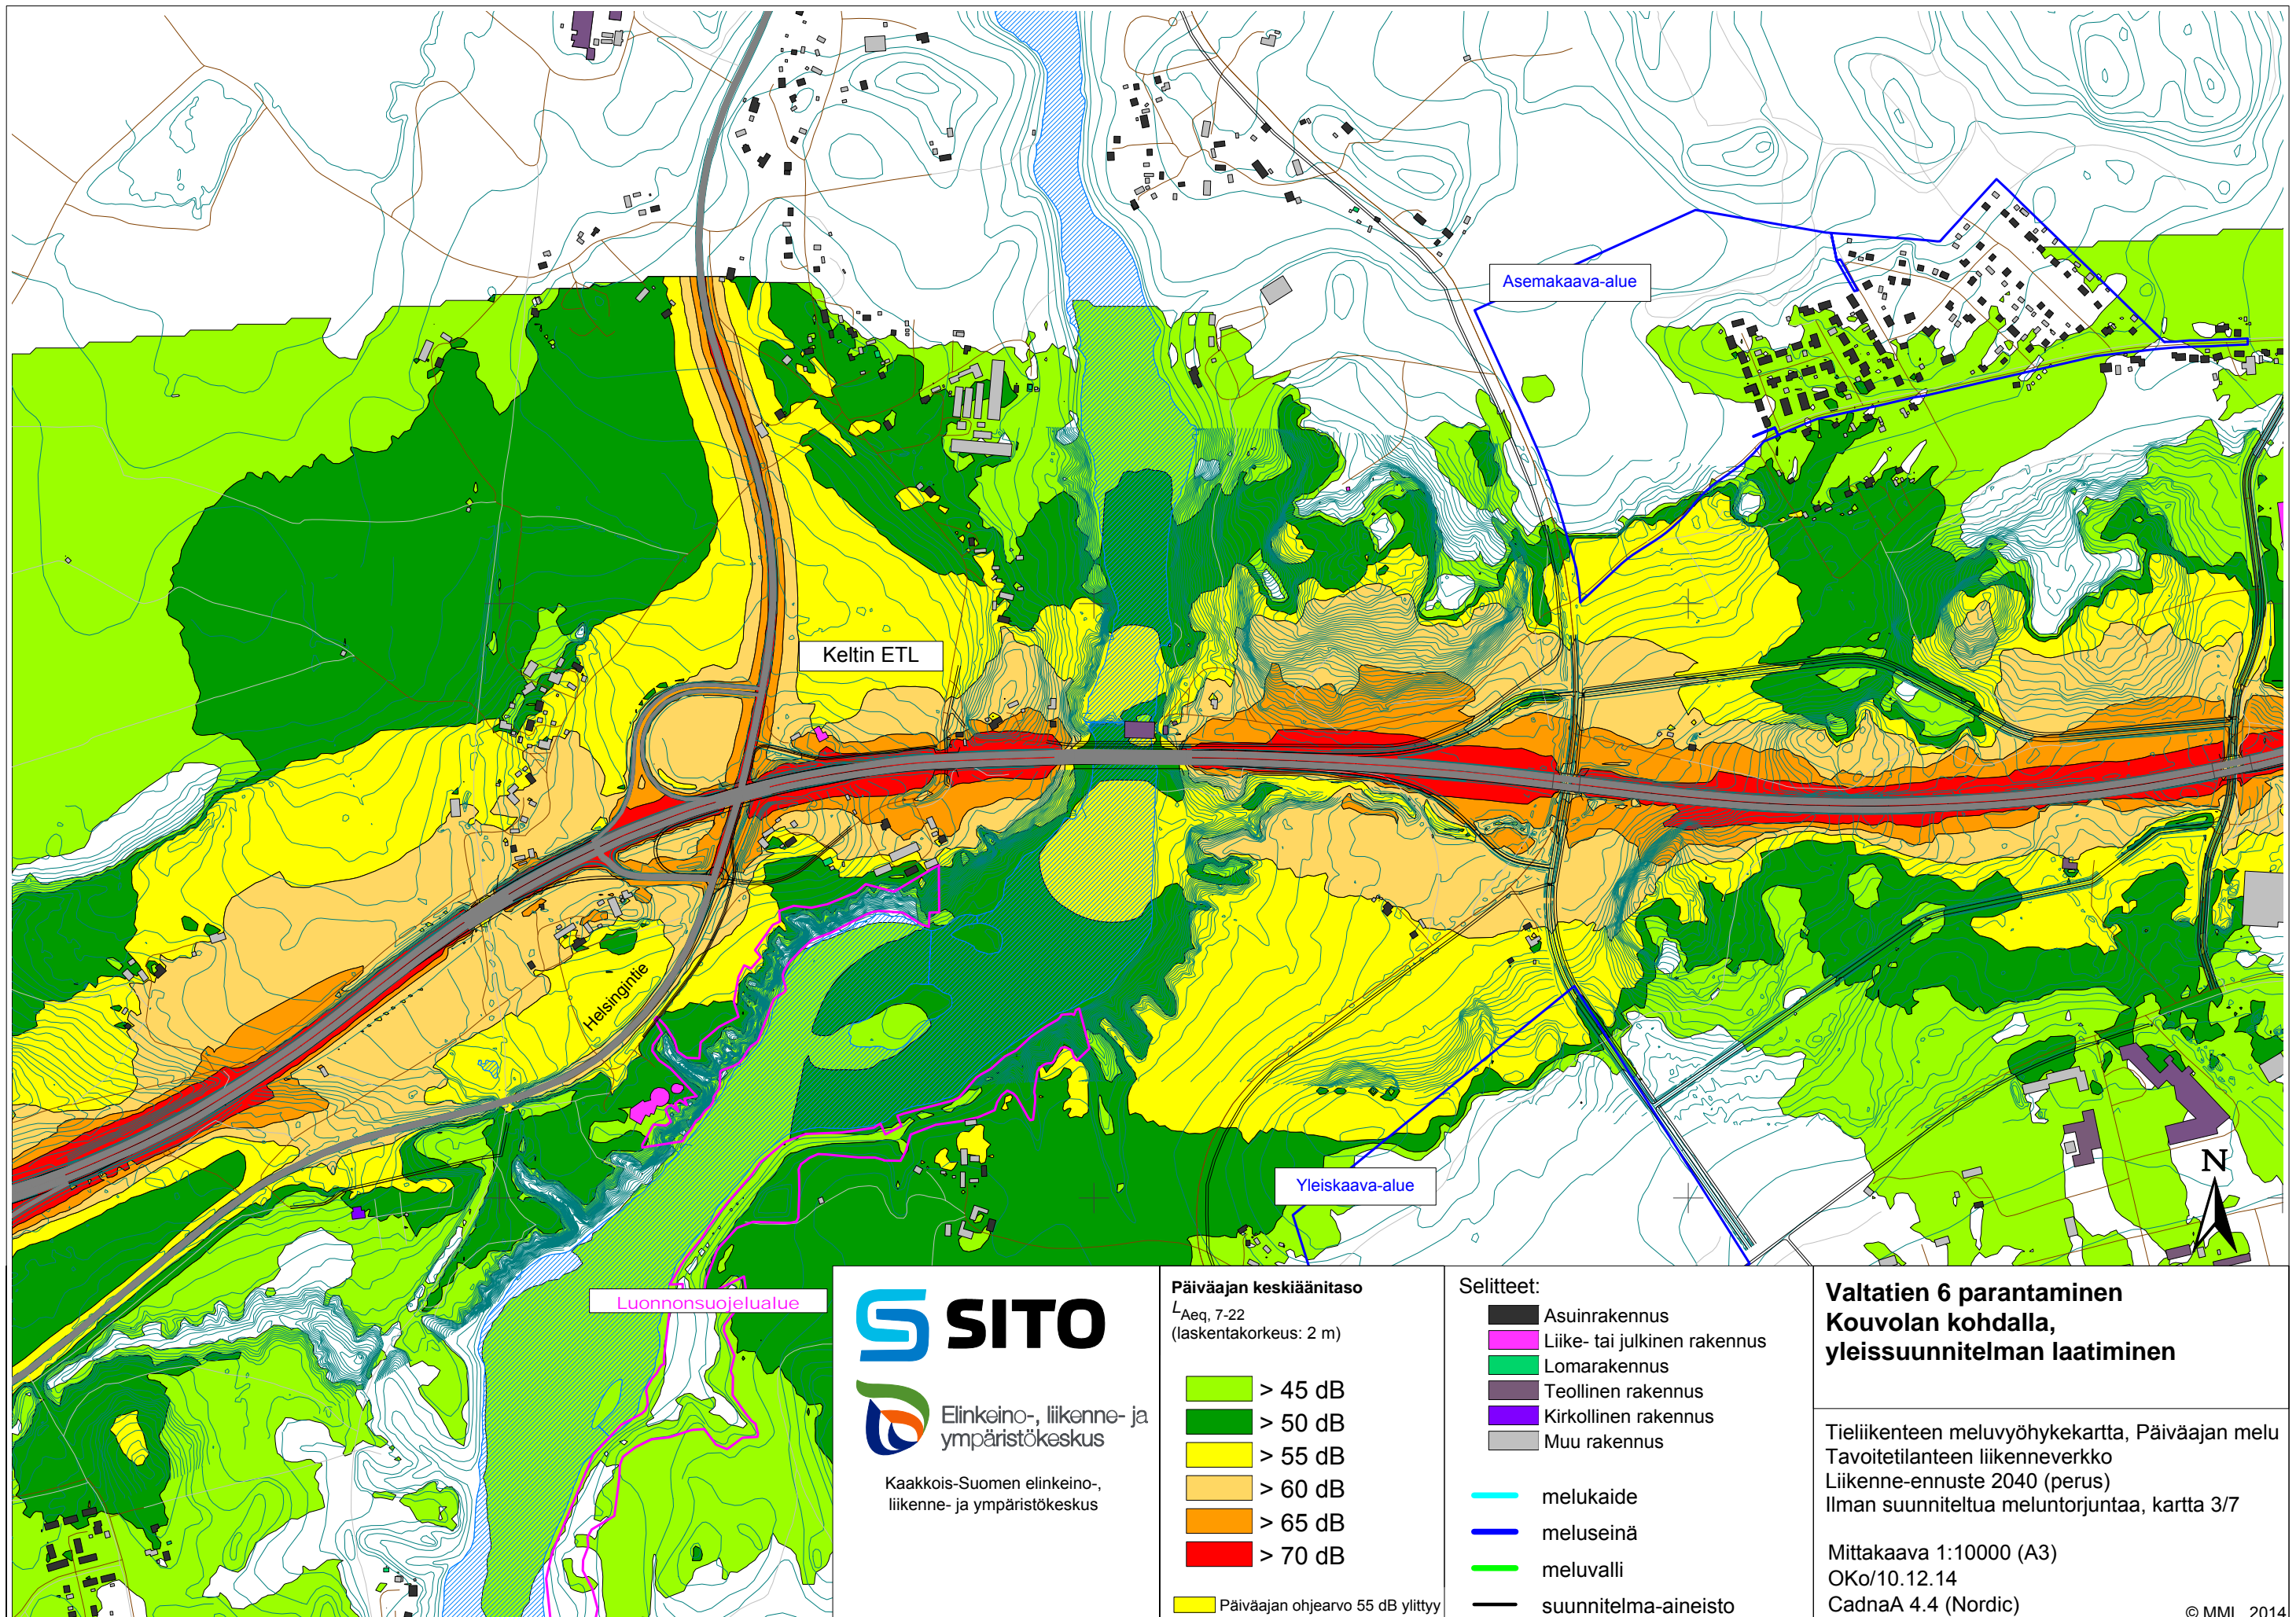 Asemakaava-alue
Keltin ETL
Helsingintie
Yleiskaava-alue
Luonnonsuojelualue
N
SITO
Elinkeino-, liikenne- ja
ympäristökeskus
Kaakkois-Suomen elinkeino-,
liikenne- ja ympäristökeskus
Päiväajan keskiäänitaso
LAeq, 7-22
(laskentakorkeus: 2 m)
> 45 dB
> 50 dB
> 55 dB
> 60 dB
> 65 dB
> 70 dB
Päiväajan ohjearvo 55 dB ylittyy
Selitteet:
Asuinrakennus
Liike- tai julkinen rakennus
Lomarakennus
Teollinen rakennus
Kirkollinen rakennus
Muu rakennus
melukaide
meluseinä
meluvalli
suunnitelma-aineisto
Valtatien 6 parantaminen
Kouvolan kohdalla,
yleissuunnitelman laatiminen
Tieliikenteen meluvyöhykekartta, Päiväajan melu
Tavoitetilanteen liikenneverkko
Liikenne-ennuste 2040 (perus)
Ilman suunniteltua meluntorjuntaa, kartta 3/7
Mittakaava 1:10000 (A3)
OKo/10.12.14
CadnaA 4.4 (Nordic)
© MML, 2014